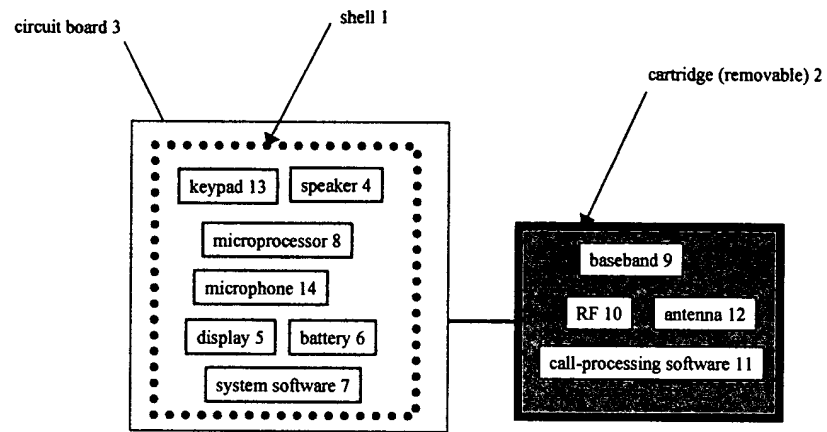 shell 1
circuit board 3
cartridge (removable) 2
keypad 13 speaker 4
microprocessor 8
baseband 9
microphone 14
RF 10 antenna 12
display 5 battery 6
call-processing software 11
system software 7